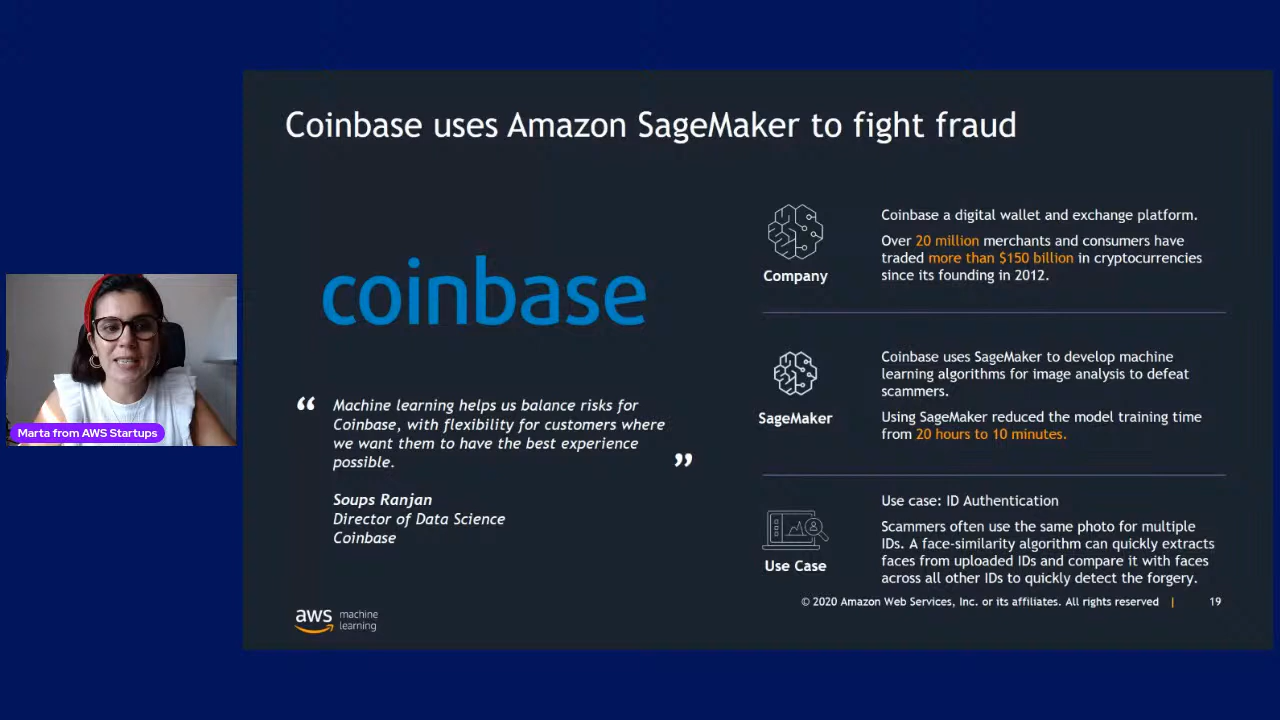 Coinbase uses Amazon SageMaker to fight fraud
coinbase
“ Machine learning helps us balance risks for
Coinbase, with flexibility for customers where
we want them to have the best experience
possible. ”
Soups Ranjan
Director of Data Science
Coinbase
Company
Coinbase a digital wallet and exchange platform.
Over 20 million merchants and consumers have
traded more than $150 billion in cryptocurrencies
since its founding in 2012.
SageMaker
Coinbase uses SageMaker to develop machine
learning algorithms for image analysis to defeat
scammers.
Using SageMaker reduced the model training time
from 20 hours to 10 minutes.
Use Case
Use case: ID Authentication
Scammers often use the same photo for multiple
IDs. A face-similarity algorithm can quickly extracts
faces from uploaded IDs and compare it with faces
across all other IDs to quickly detect the forgery.
aws machine
learning
© 2020 Amazon Web Services, Inc. or its affiliates. All rights reserved | 19
Marta from AWS Startups